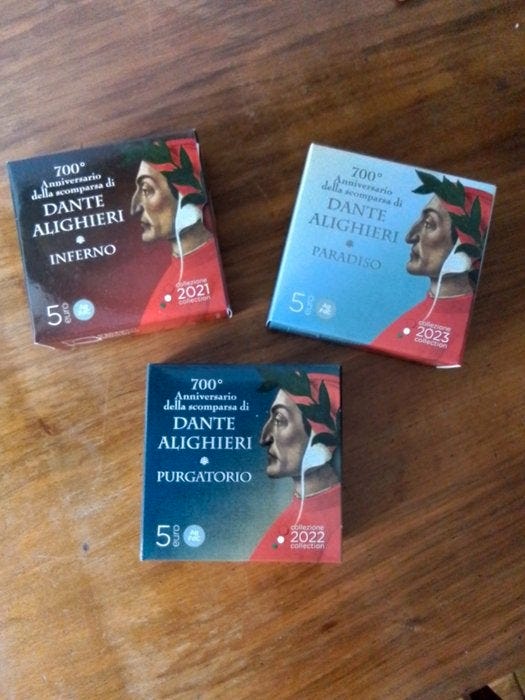 700°
Anniversario
della scomparsa di
DANTE
ALIGHIERI
INFERNO
5
euro
collezione
2021
collection
700°
Anniversario
della scomparsa di
DANTE
ALIGHIERI
PARADISO
5
euro
collezione
2023
collection
700°
Anniversario
della scomparsa di
DANTE
ALIGHIERI
PURGATORIO
5
euro
collezione
2022
collection